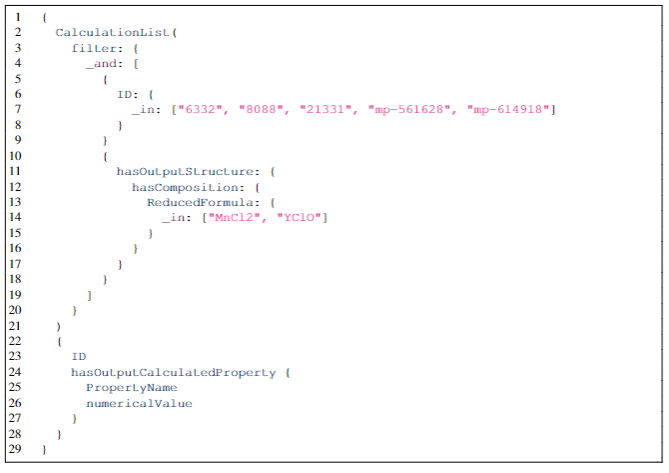 1 {
2   CalculationList(
3     filter: {
4       _and: [
5         {
6           ID: {
7             _in: ["6332", "8088", "21331", "mp-561628", "mp-614918"]
8           }
9         }
10         {
11           hasOutputStructure: {
12             hasComposition: {
13               ReducedFormula: {
14                 _in: ["MnCl2", "YClO"]
15               }
16             }
17           }
18         }
19       ]
20     }
21   )
22   {
23     ID
24     hasOutputCalculatedProperty {
25       PropertyName
26       numericalValue
27     }
28   }
29 }